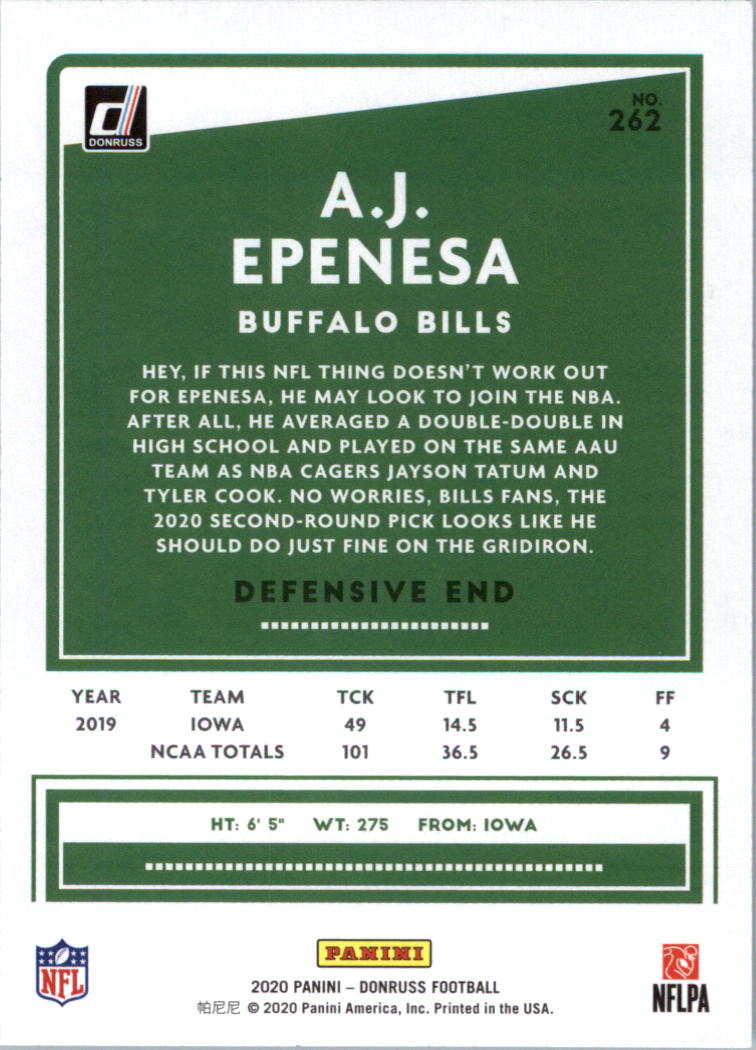 DONRUSS
NO.
262
A.J.
EPENESA
BUFFALO BILLS
HEY, IF THIS NFL THING DOESN'T WORK OUT
FOR EPENESA, HE MAY LOOK TO JOIN THE NBA.
AFTER ALL, HE AVERAGED A DOUBLE-DOUBLE IN
HIGH SCHOOL AND PLAYED ON THE SAME AAU
TEAM AS NBA CAGERS JAYSON TATUM AND
TYLER COOK. NO WORRIES, BILLS FANS, THE
2020 SECOND-ROUND PICK LOOKS LIKE HE
SHOULD DO JUST FINE ON THE GRIDIRON.
DEFENSIVE END
YEAR TEAM TCK TFL SCK FF
2019 IOWA 49 14.5 11.5 4
NCAA TOTALS 101 36.5 26.5 9
HT: 6' 5" WT: 275 FROM: IOWA
NFL
PANINI
2020 PANINI – DONRUSS FOOTBALL
帕尼尼 © 2020 Panini America, Inc. Printed in the USA.
NFLPA